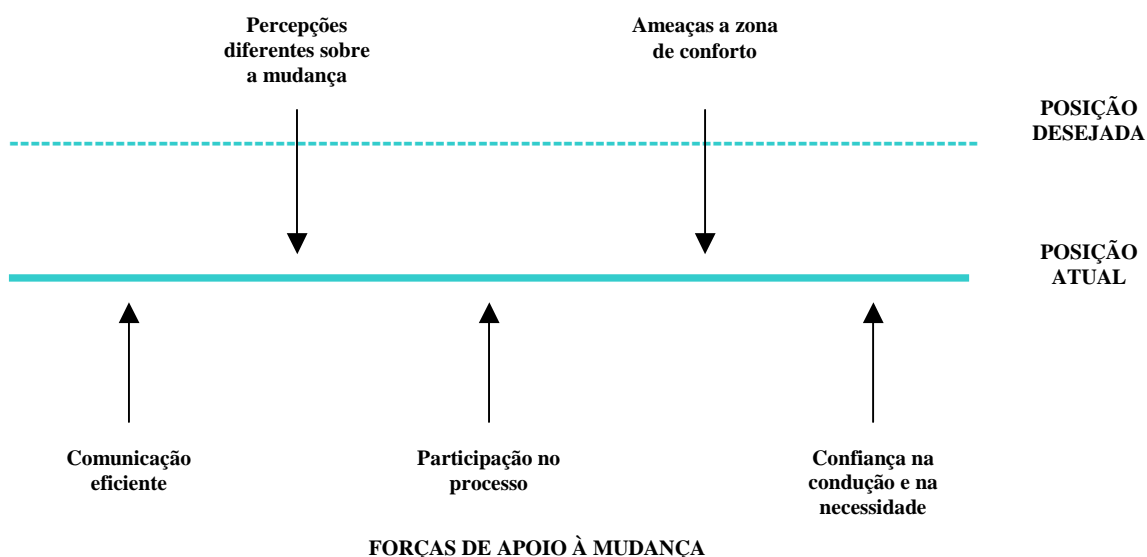 Percepções
diferentes sobre
a mudança
Ameaças a zona
de conforto
POSIÇÃO
DESEJADA
POSIÇÃO
ATUAL
Comunicação
eficiente
Participação no
processo
Confiança na
condução e na
necessidade
FORÇAS DE APOIO À MUDANÇA